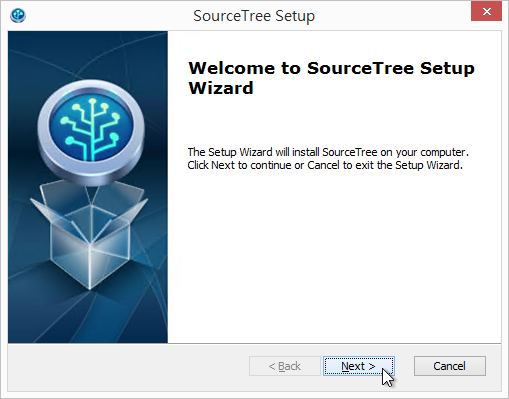 SourceTree Setup
Welcome to SourceTree Setup
Wizard
The Setup Wizard will install SourceTree on your computer.
Click Next to continue or Cancel to exit the Setup Wizard.
< Back
Next >
Cancel